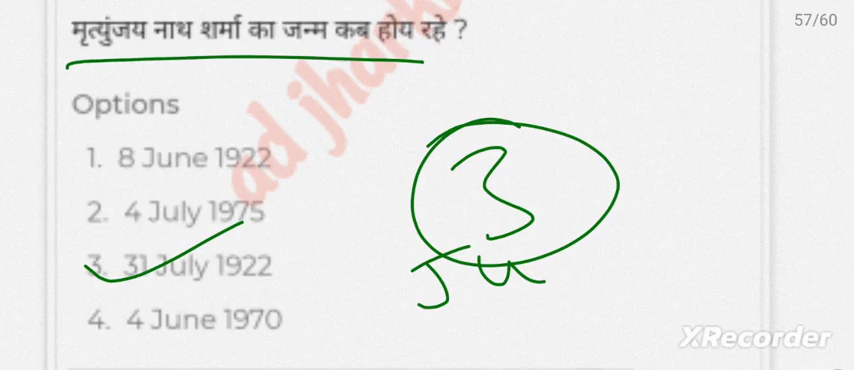 57/60
मृत्युंजय नाथ शर्मा का जन्म कब होय रहे ?
Options
1. 8 June 1922
2. 4 July 1975
3. 31 July 1922
4. 4 June 1970
3
XRecorder